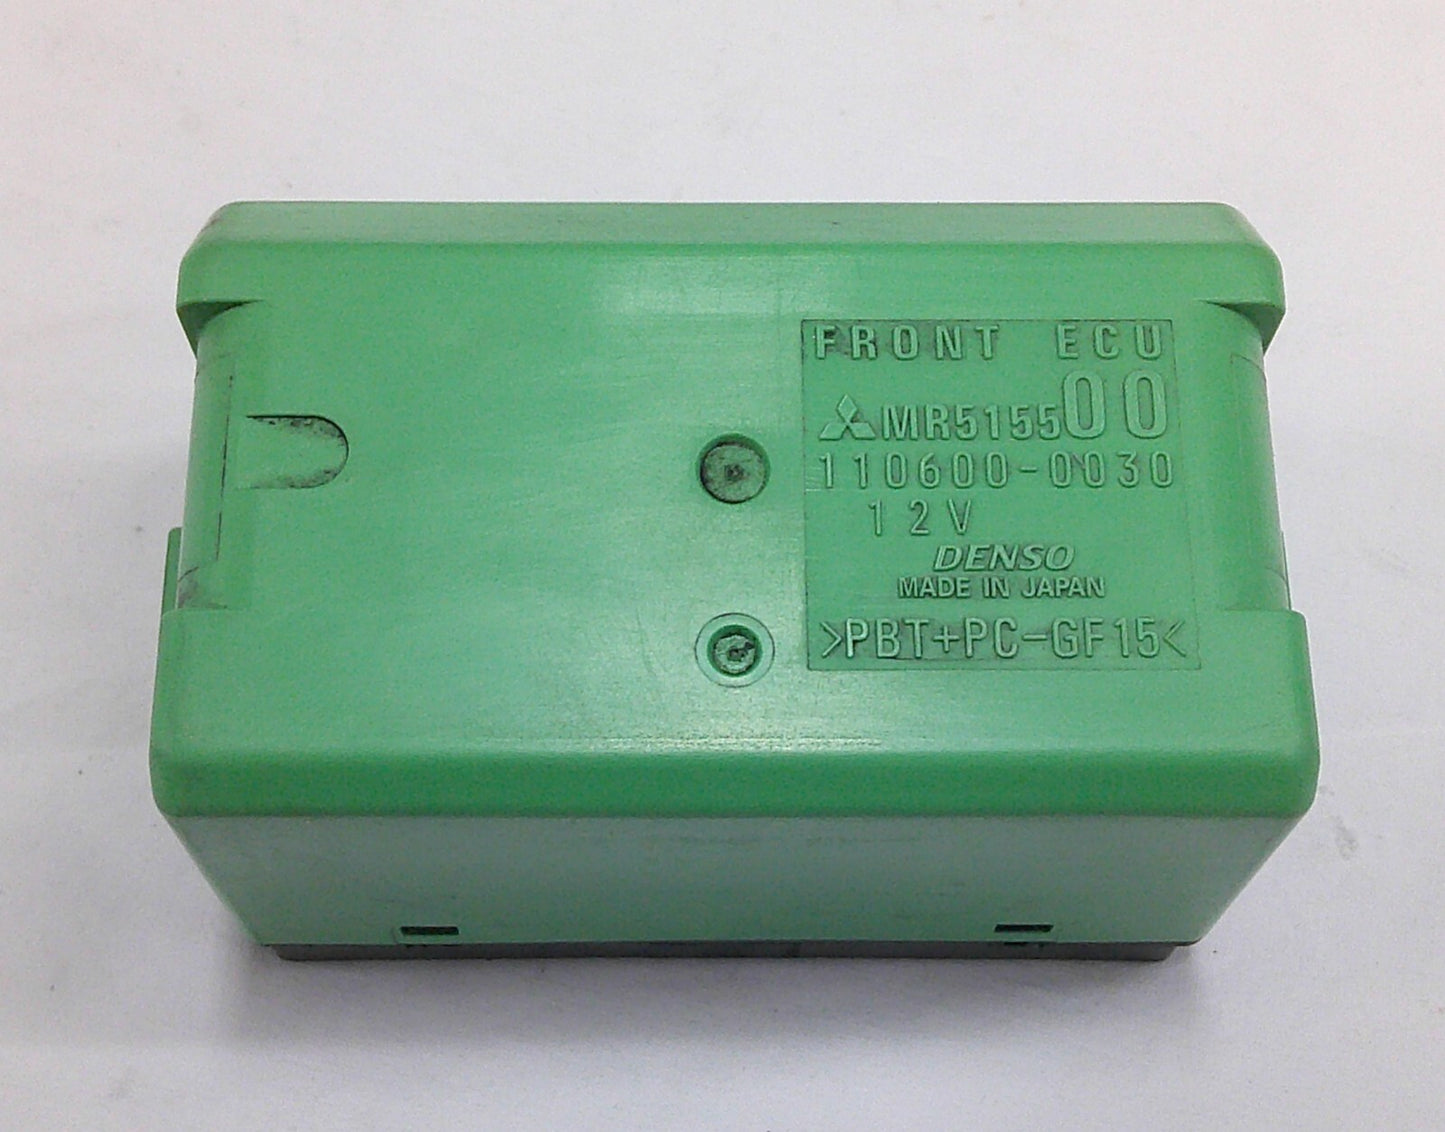 FRONT ECU
MR515500
110600-0030
12V
DENSO
MADE IN JAPAN
>PBT+PC-GF15<